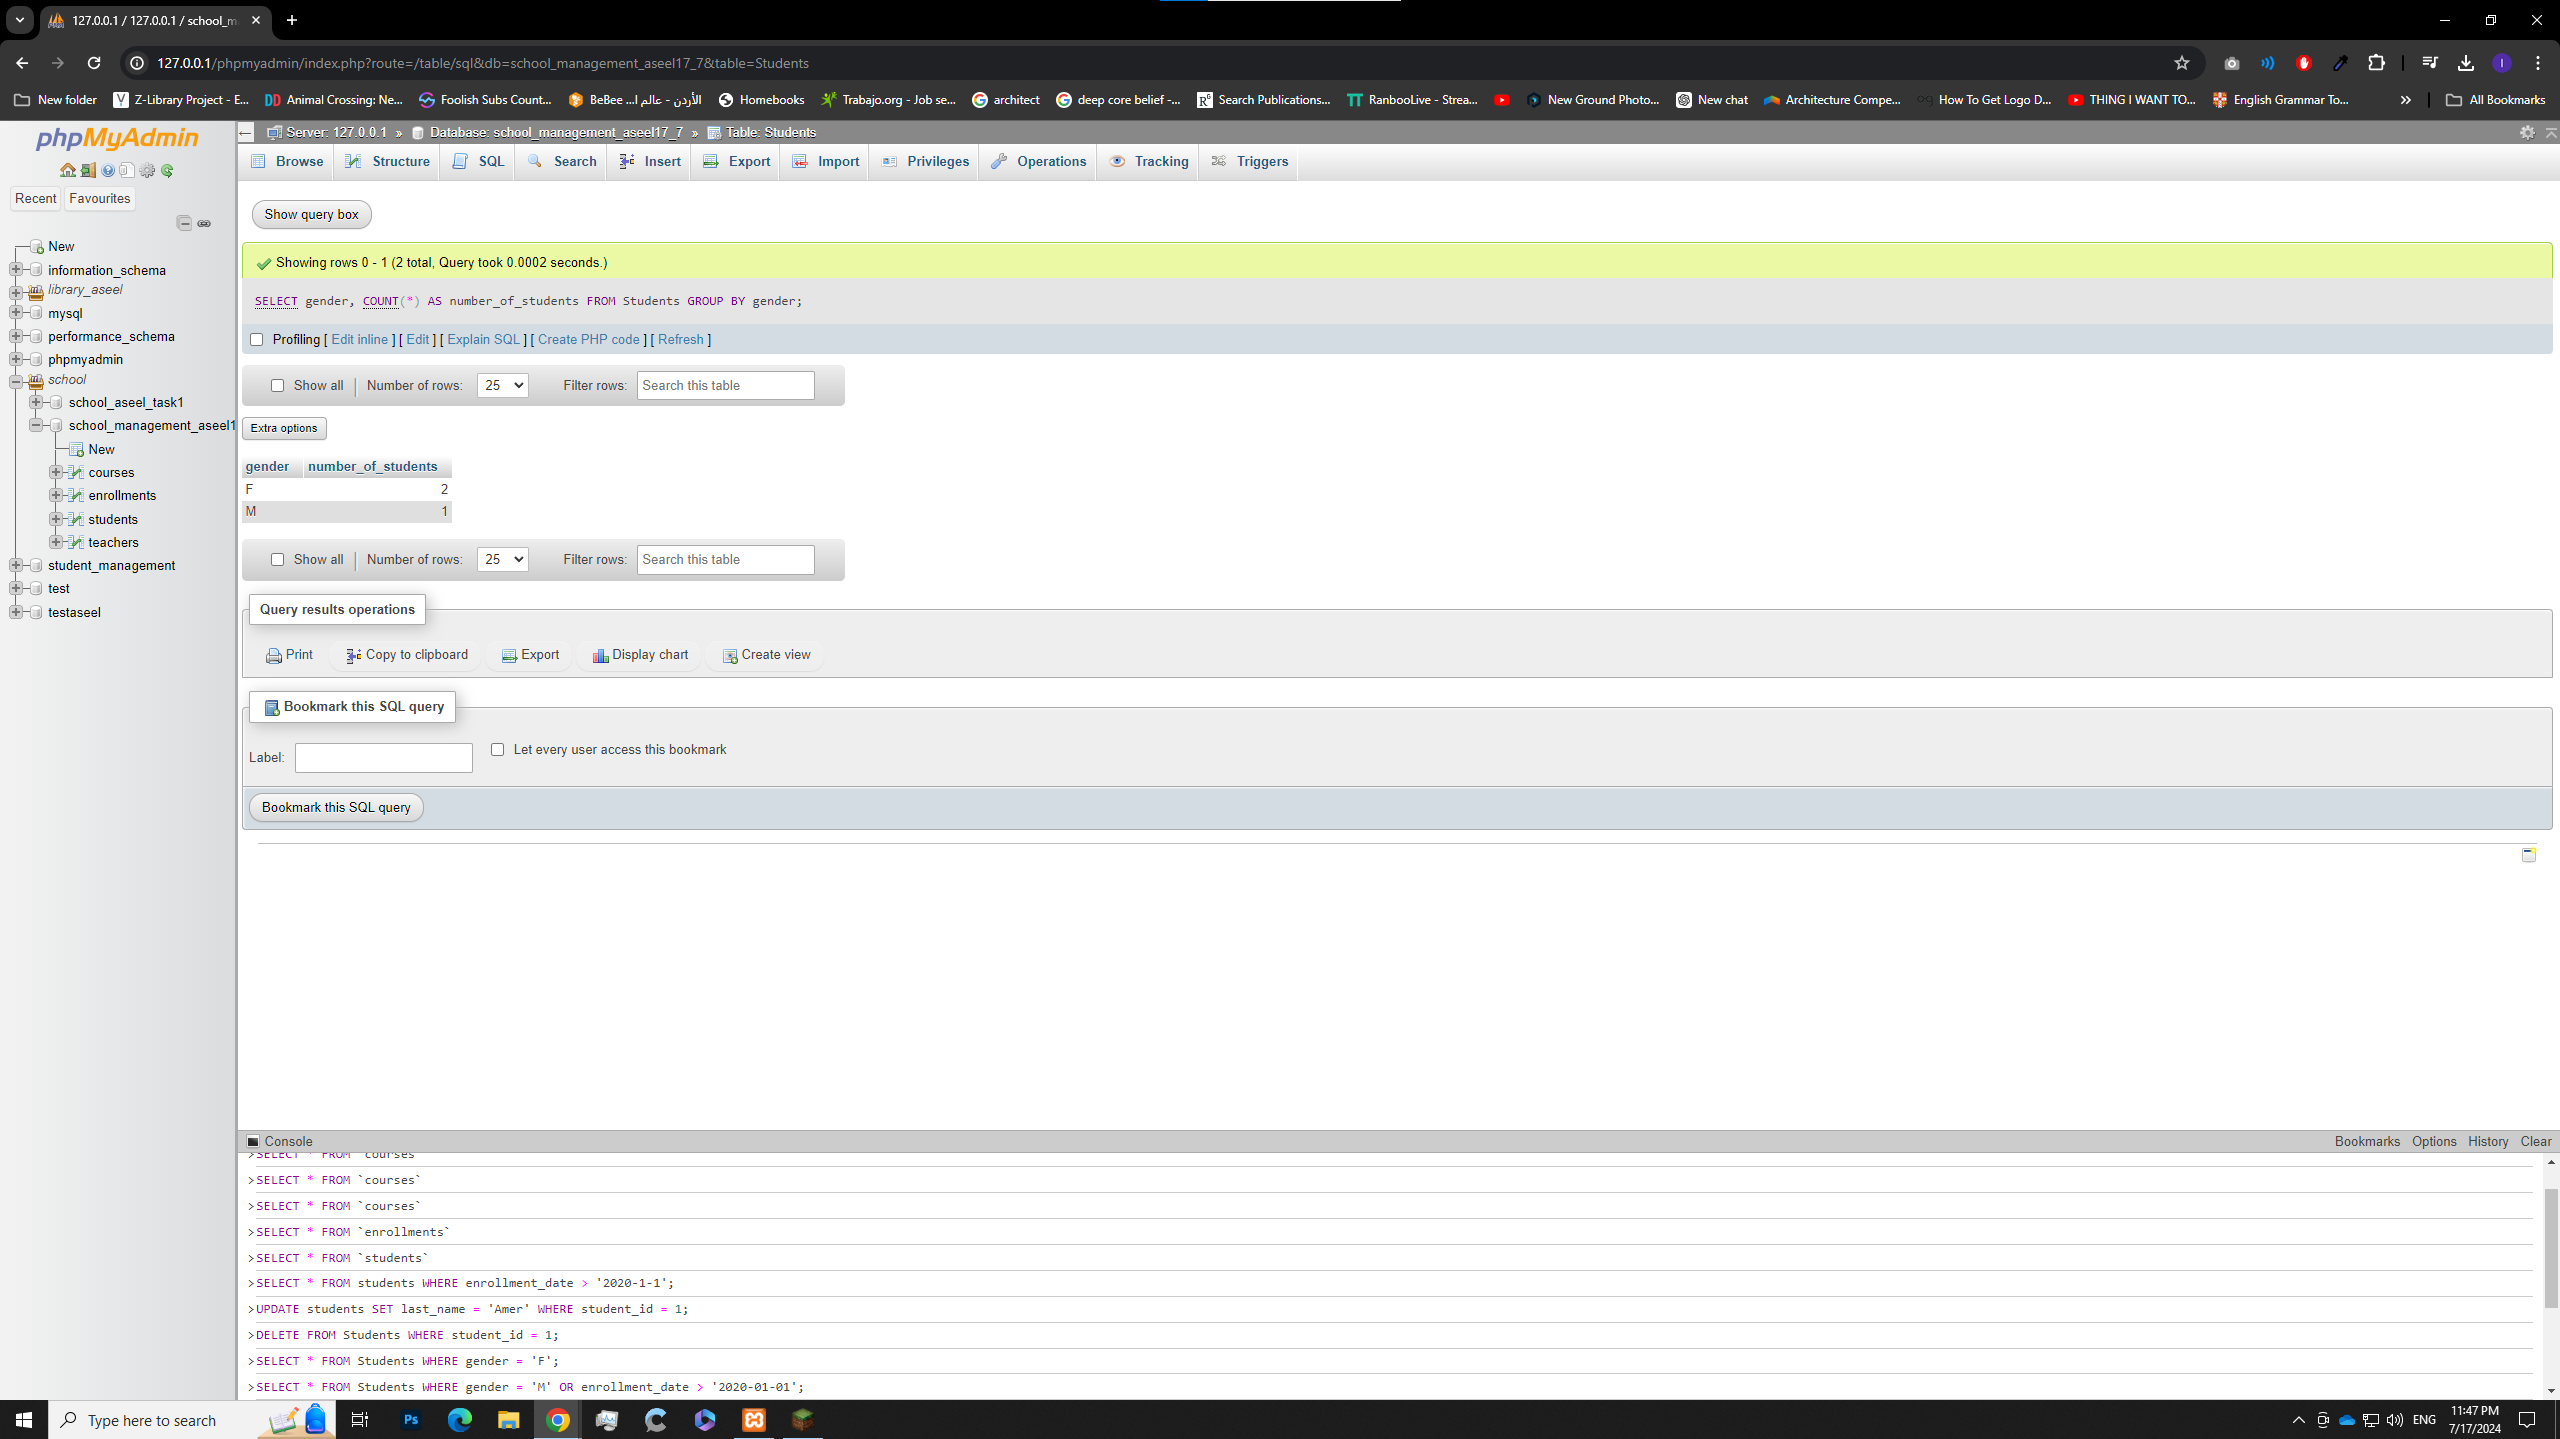 127.0.0.1 / 127.0.0.1 / school_m
127.0.0.1/phpmyadmin/index.php?route=/table/sql&db=school_management_aseel17_7&table=Students
New folder
Z-Library Project - E...
Animal Crossing: Ne...
Foolish Subs Count...
BeBee الأردن - عالم ا...
Homebooks
Trabajo.org - Job se...
architect
deep core belief -...
Search Publications...
RanbooLive - Strea...
New Ground Photo...
New chat
Architecture Compe...
How To Get Logo D...
THING I WANT TO...
English Grammar To...
All Bookmarks
phpMyAdmin
Recent
Favourites
New
information_schema
library_aseel
mysql
performance_schema
phpmyadmin
school
school_aseel_task1
school_management_aseel1
New
courses
enrollments
students
teachers
student_management
test
testaseel
Server: 127.0.0.1 » Database: school_management_aseel17_7 » Table: Students
Browse Structure SQL Search Insert Export Import Privileges Operations Tracking Triggers
Show query box
Showing rows 0 - 1 (2 total, Query took 0.0002 seconds.)
SELECT gender, COUNT(*) AS number_of_students FROM Students GROUP BY gender;
Profiling [ Edit inline ] [ Edit ] [ Explain SQL ] [ Create PHP code ] [ Refresh ]
Show all Number of rows: 25 Filter rows: Search this table
Extra options
gender number_of_students
F 2
M 1
Show all Number of rows: 25 Filter rows: Search this table
Query results operations
Print Copy to clipboard Export Display chart Create view
Bookmark this SQL query
Label: Let every user access this bookmark
Bookmark this SQL query
Console Bookmarks Options History Clear
>SELECT * FROM `courses`
>SELECT * FROM `courses`
>SELECT * FROM `courses`
>SELECT * FROM `enrollments`
>SELECT * FROM `students`
>SELECT * FROM students WHERE enrollment_date > '2020-1-1';
>UPDATE students SET last_name = 'Amer' WHERE student_id = 1;
>DELETE FROM Students WHERE student_id = 1;
>SELECT * FROM Students WHERE gender = 'F';
>SELECT * FROM Students WHERE gender = 'M' OR enrollment_date > '2020-01-01';
Type here to search
Ps
ENG
11:47 PM
7/17/2024